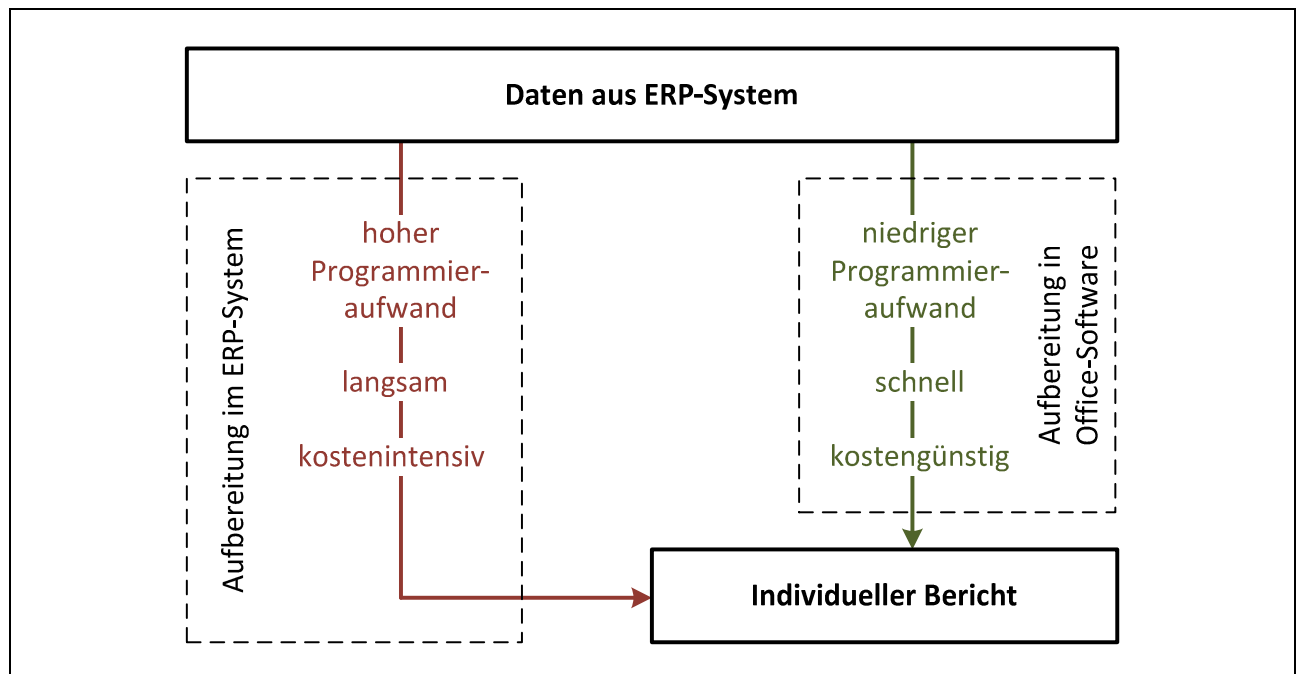 Daten aus ERP-System
Aufbereitung im ERP-System
hoher
Programmier-
aufwand
langsam
kostenintensiv
niedriger
Programmier-
aufwand
schnell
kostengünstig
Aufbereitung in
Office-Software
Individueller Bericht